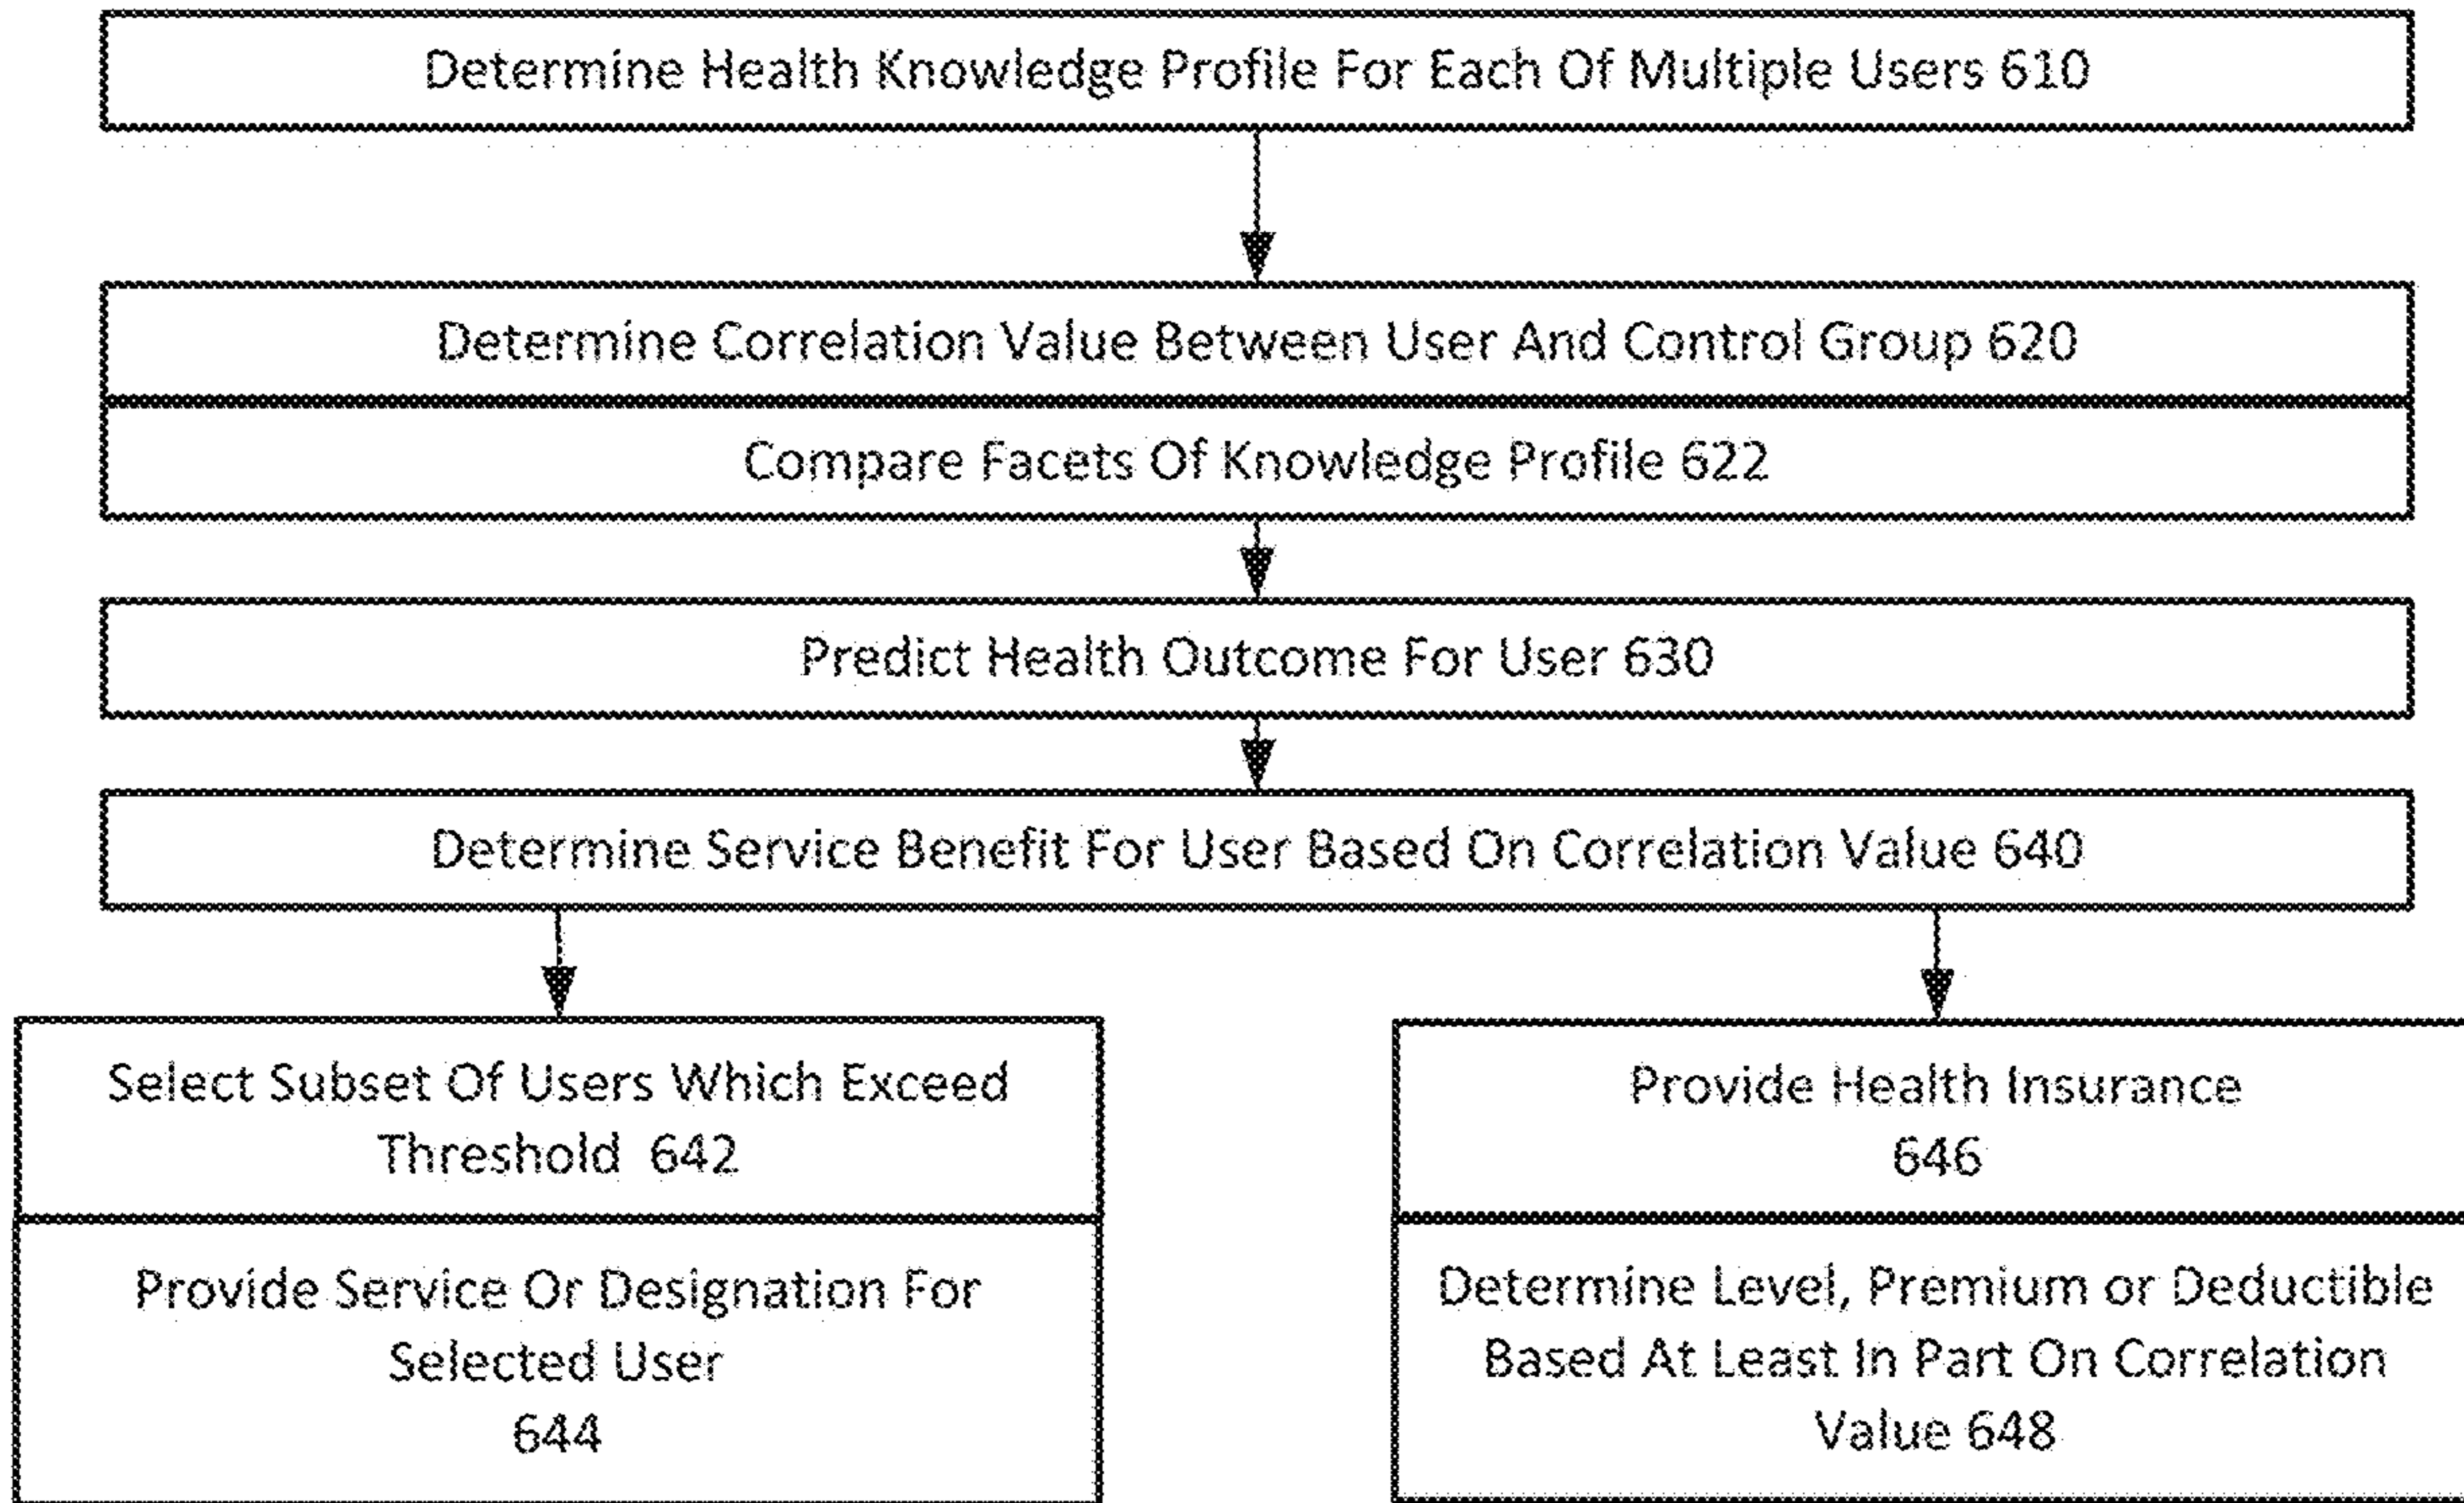 Determine Health Knowledge Profile For Each Of Multiple Users 610
Determine Correlation Value Between User And Control Group 620
Compare Facets Of Knowledge Profile 622
Predict Health Outcome For User 630
Determine Service Benefit For User Based On Correlation Value 640
Select Subset Of Users Which Exceed
Threshold 642
Provide Service Or Designation For
Selected User
644
Provide Health Insurance
646
Determine Level, Premium or Deductible
Based At Least In Part On Correlation
Value 648